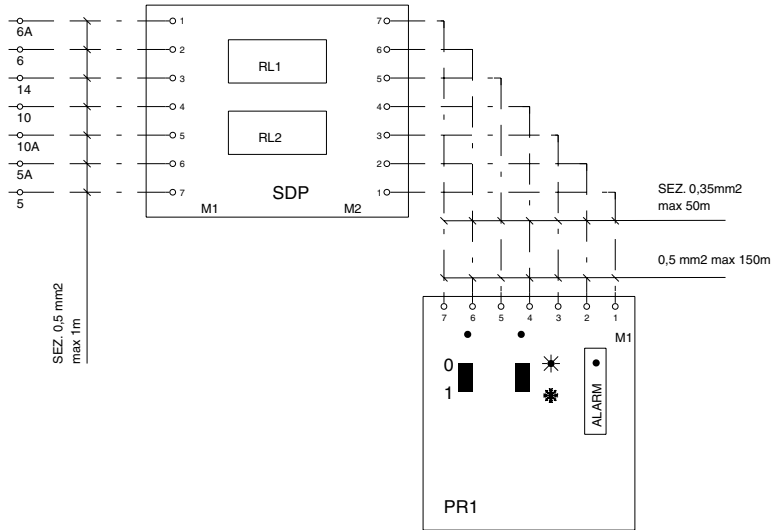 6A
6
14
10
10A
5A
5
1
2
3
4
5
6
7
RL1
RL2
SDP
M1
M2
7
6
5
4
3
2
1
SEZ. 0,5 mm2
max 1m
SEZ. 0,35mm2
max 50m
0,5 mm2 max 150m
7 6 5 4 3 2 1
M1
0
1
ALARM
PR1